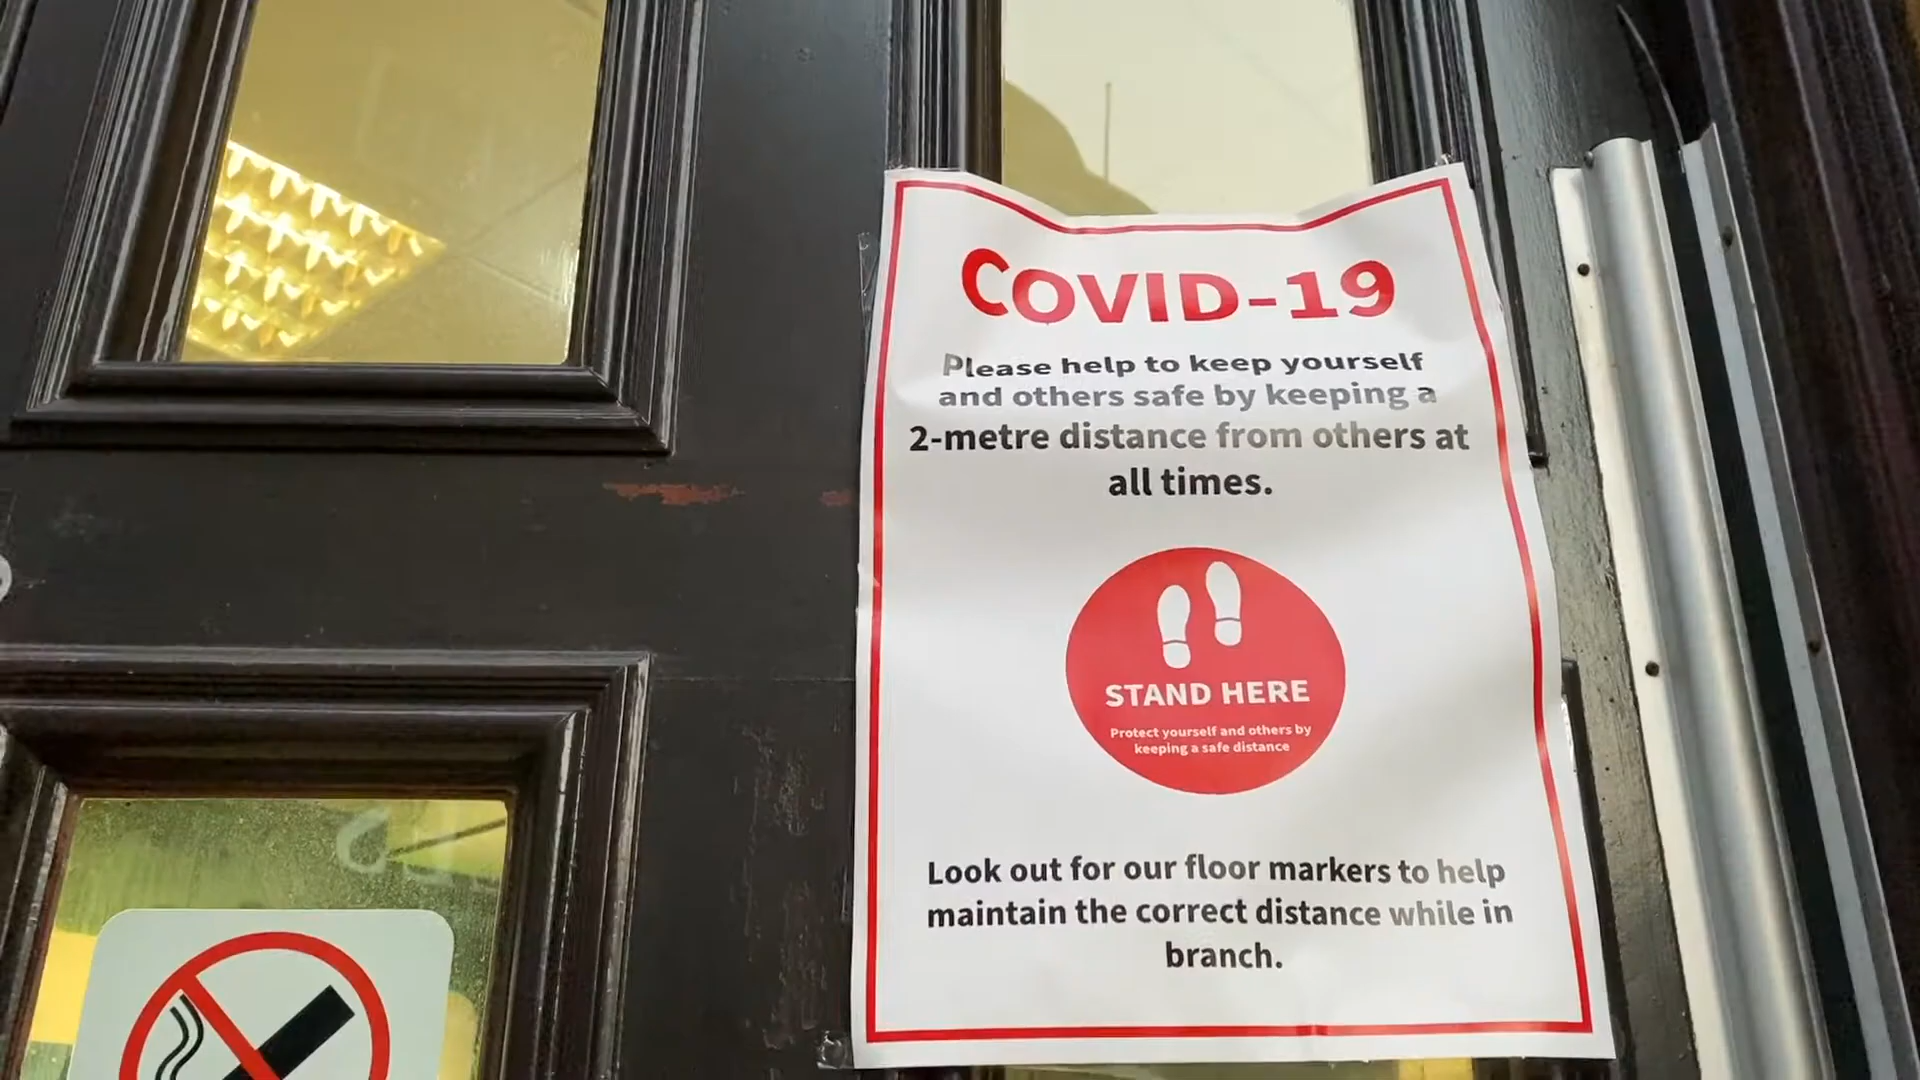 COVID-19
Please help to keep yourself
and others safe by keeping a
2-metre distance from others at
all times.
STAND HERE
Protect yourself and others by
keeping a safe distance
Look out for our floor markers to help
maintain the correct distance while in
branch.